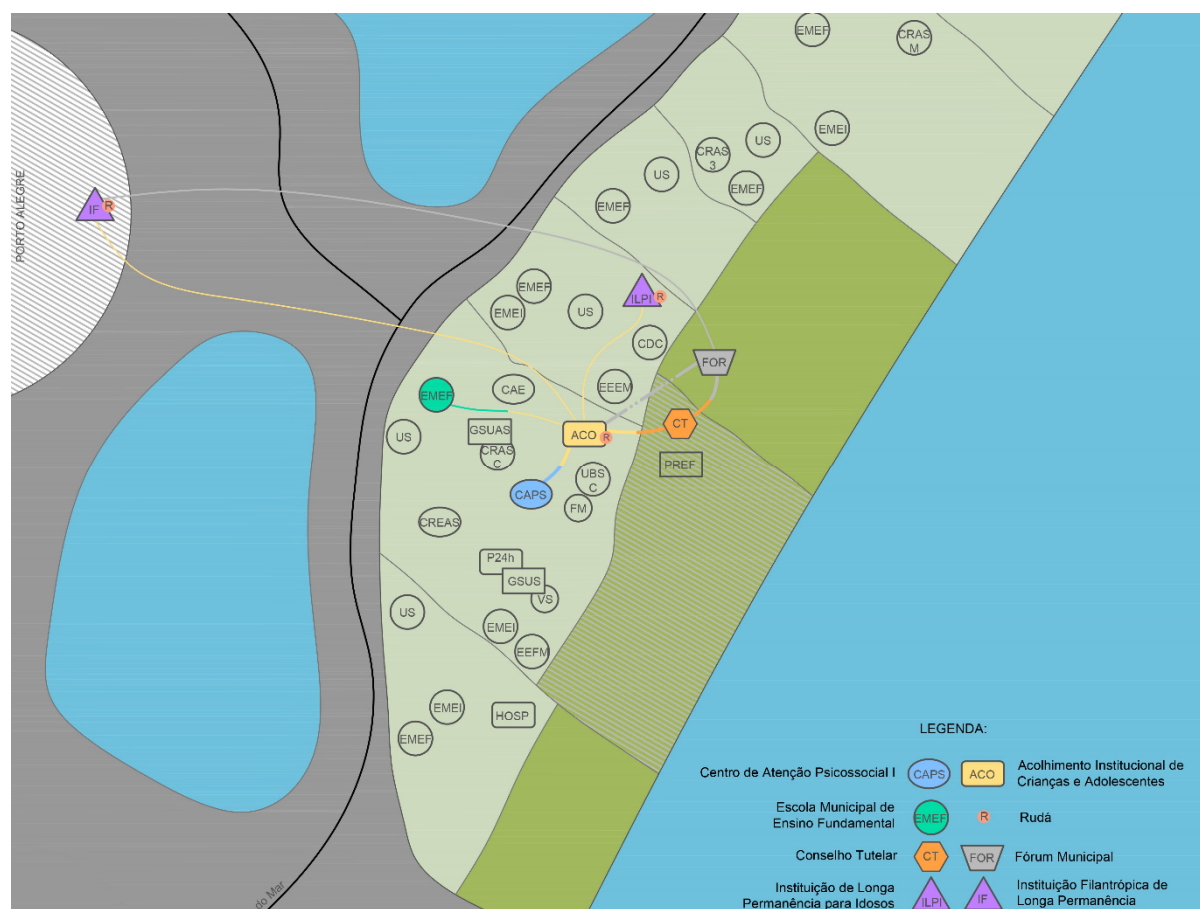 EMEF
CRAS
M
EMEI
US
CRAS
3
US
EMEF
EMEF
PORTO ALEGRE
IF
R
EMEF
EMEI
US
ILPI
R
CDC
FOR
EMEF
CAE
EEEM
US
GSUAS
CRAS
C
ACO
R
CT
PREF
CAPS
UBS
C
FM
CREAS
P24h
GSUS
VS
US
EMEI
EEFM
EMEI
EMEF
HOSP
do Mar
LEGENDA:
Centro de Atenção Psicossocial I
CAPS
ACO
Acolhimento Institucional de
Crianças e Adolescentes
Escola Municipal de
Ensino Fundamental
EMEF
R
Rudá
Conselho Tutelar
CT
FOR
Fórum Municipal
Instituição de Longa
Permanência para Idosos
ILPI
IF
Instituição Filantrópica de
Longa Permanência